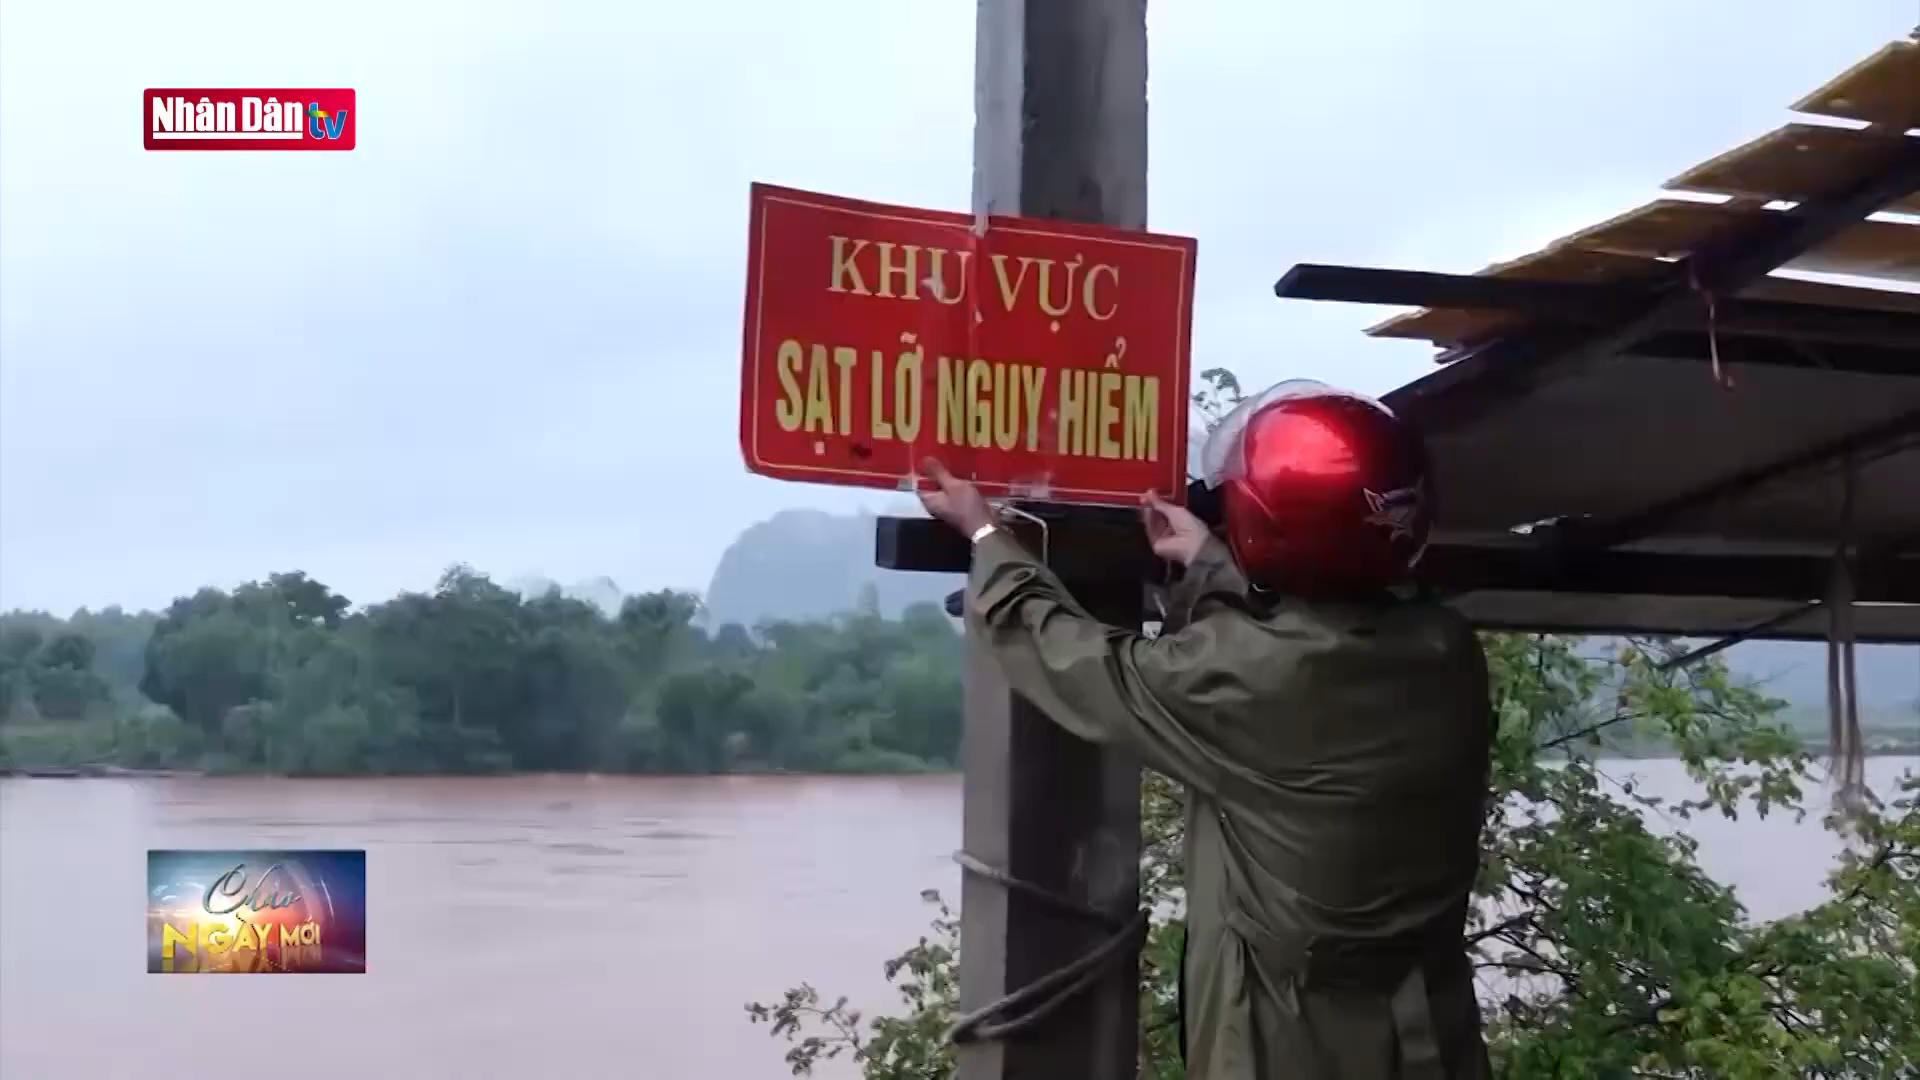 Nhân Dân tv
KHU VỰC
SẠT LỠ NGUY HIỂM
Chào
NGÀY MỚI